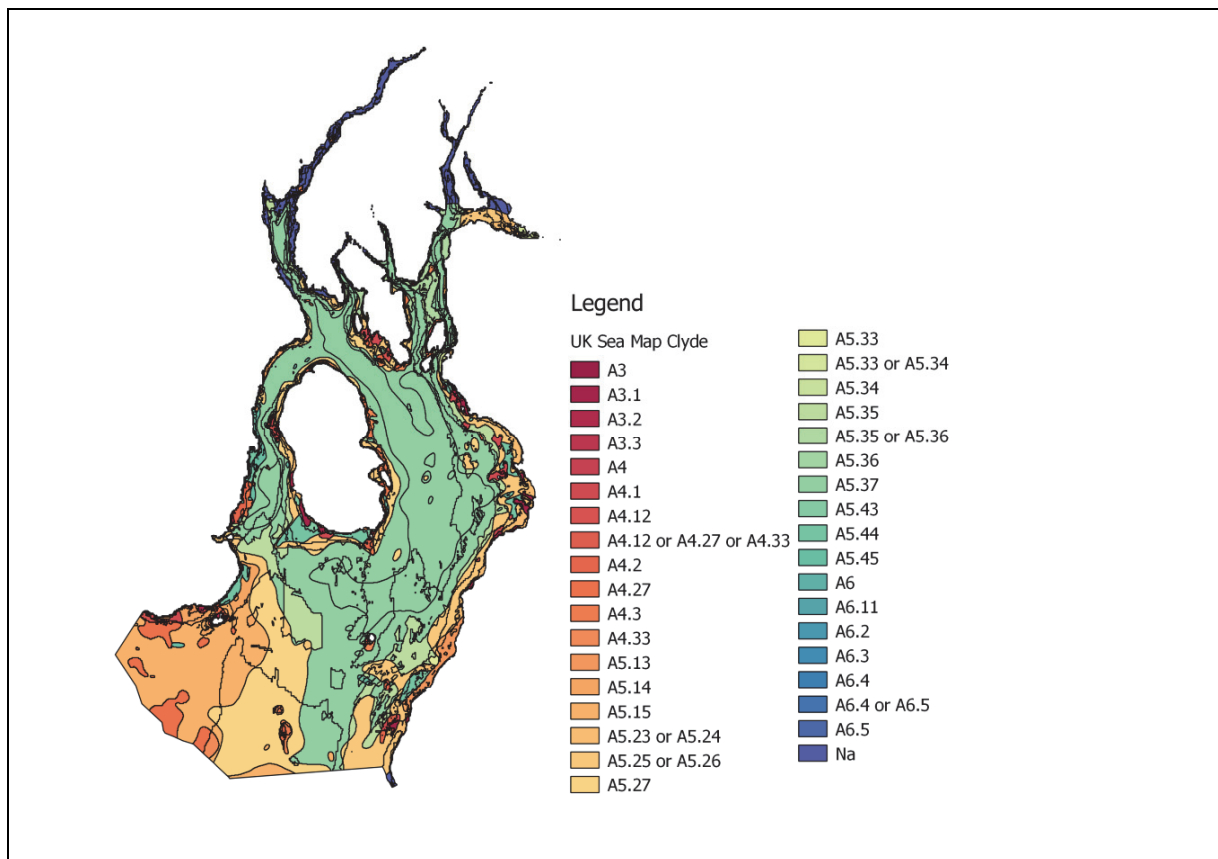 Legend
UK Sea Map Clyde
A3
A3.1
A3.2
A3.3
A4
A4.1
A4.12
A4.12 or A4.27 or A4.33
A4.2
A4.27
A4.3
A4.33
A5.13
A5.14
A5.15
A5.23 or A5.24
A5.25 or A5.26
A5.27
A5.33
A5.33 or A5.34
A5.34
A5.35
A5.35 or A5.36
A5.36
A5.37
A5.43
A5.44
A5.45
A6
A6.11
A6.2
A6.3
A6.4
A6.4 or A6.5
A6.5
Na